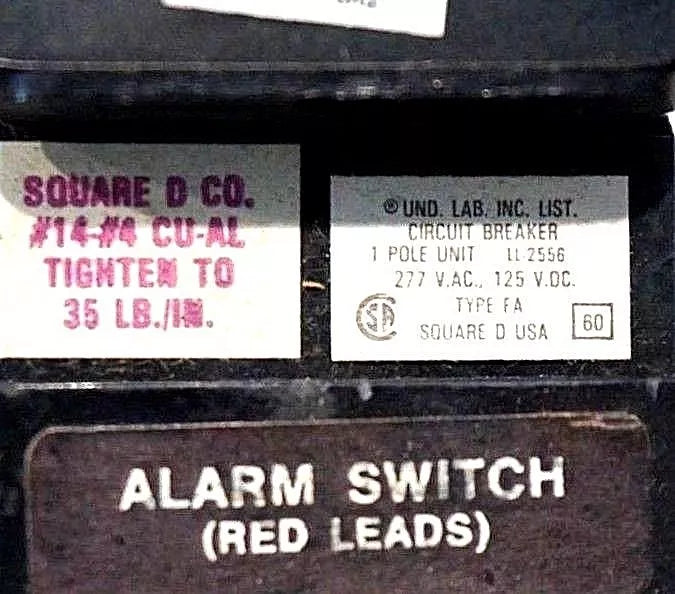 SQUARE D CO.
#14-#4 CU-AL
TIGHTEN TO
35 LB./IN.
® UND. LAB. INC. LIST.
CIRCUIT BREAKER
1 POLE UNIT LL-2556
277 V.AC., 125 V.DC.
TYPE FA
SA
SQUARE D USA
60
ALARM SWITCH
(RED LEADS)